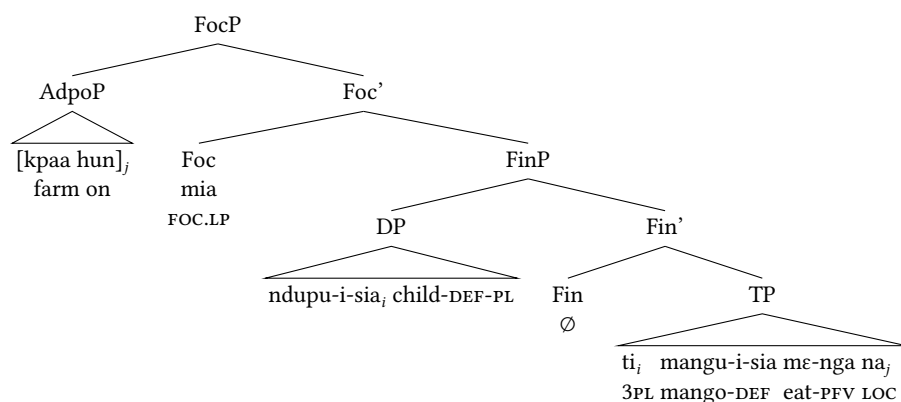 FocP
AdpoP Foc’
[kpaa hun]j Foc FinP
farm on mia
FOC.LP DP Fin’
ndupu-i-siai child-DEF-PL Fin TP
∅
tii mangu-i-sia mɛ-nga naj
3PL mango-DEF eat-PFV LOC